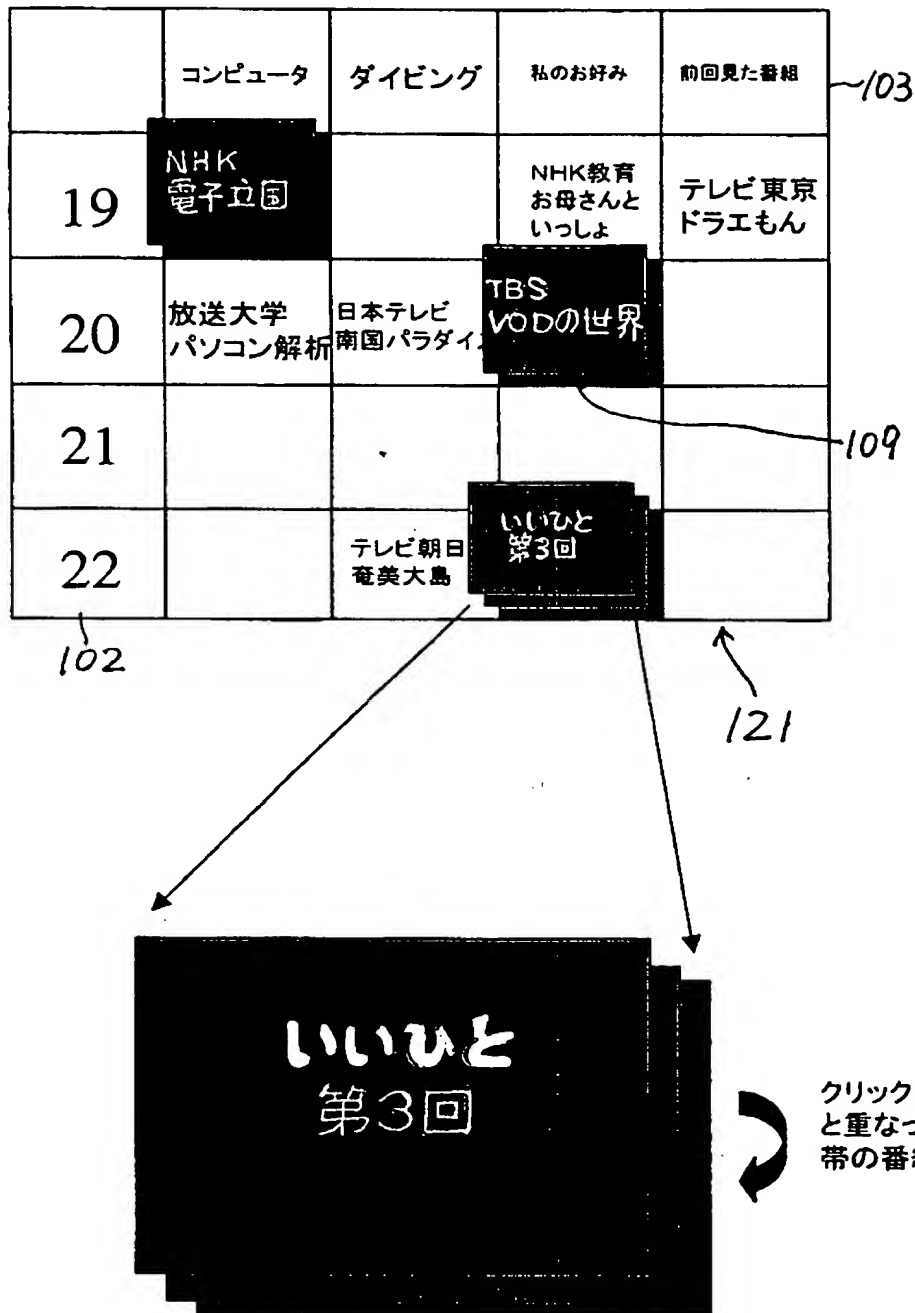 コンピュータ ダイビング 私のお好み 前回見た番組 103
19
NHK
電子立国
NHK教育
お母さんと
いっしょ
テレビ東京
ドラエもん
20
放送大学
パソコン解析
日本テレビ
南国パラダイ
TBS
VODの世界
109
21
22
テレビ朝日
奄美大島
いいひと
第3回
102
121
いいひと
第3回
クリック
と重なっ
帯の番